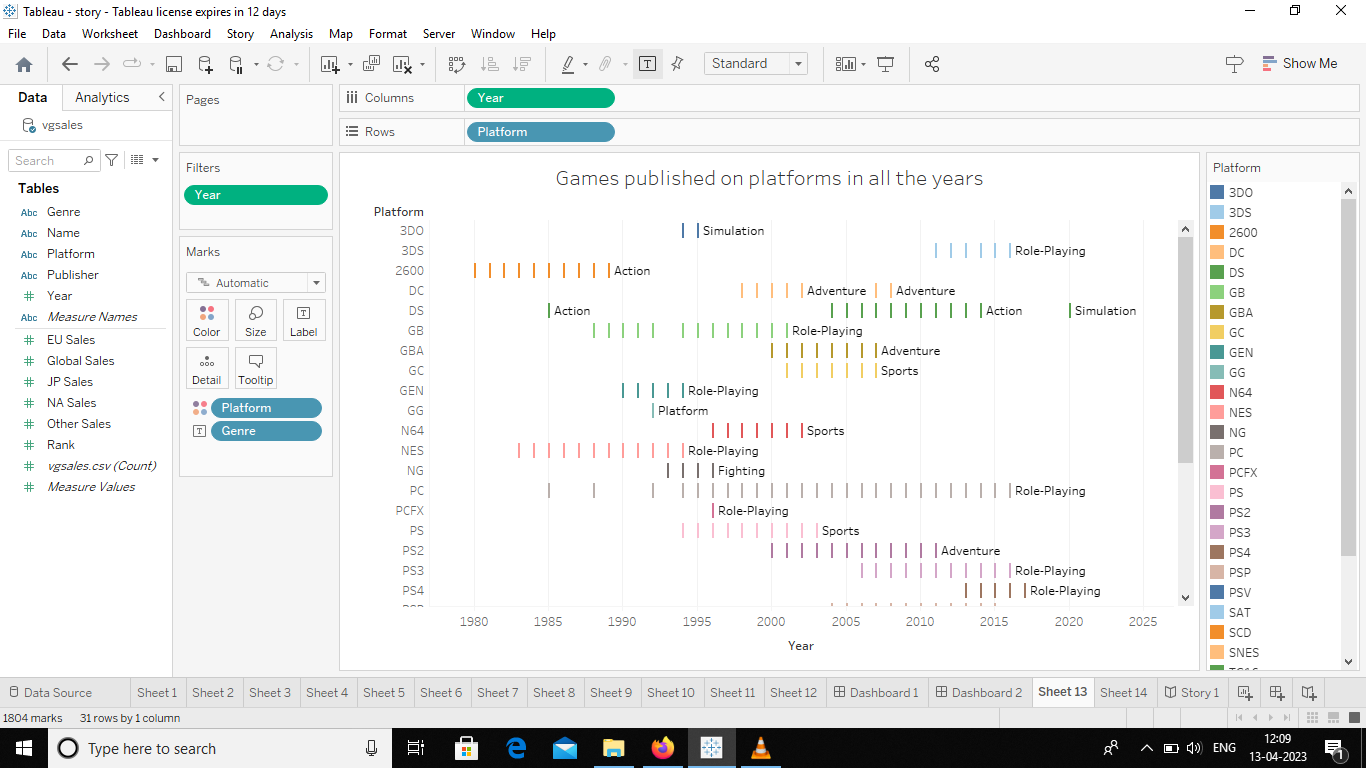 Tableau - story - Tableau license expires in 12 days
File Data Worksheet Dashboard Story Analysis Map Format Server Window Help
Standard
Show Me
Data Analytics
vgsales
Search
Tables
Abc Genre
Abc Name
Abc Platform
Abc Publisher
# Year
Abc Measure Names
# EU Sales
# Global Sales
# JP Sales
# NA Sales
# Other Sales
# Rank
# vgsales.csv (Count)
# Measure Values
Pages
Filters
Year
Marks
Automatic
Color Size Label
Detail Tooltip
Platform
Genre
Columns Year
Rows Platform
Games published on platforms in all the years
Platform
3DO Simulation
3DS Role-Playing
2600 Action
DC Adventure Adventure
DS Action Action Simulation
GB Role-Playing
GBA Adventure
GC Sports
GEN Role-Playing
GG Platform
N64 Sports
NES Role-Playing
NG Fighting
PC Role-Playing
PCFX Role-Playing
PS Sports
PS2 Adventure
PS3 Role-Playing
PS4 Role-Playing
1980 1985 1990 1995 2000 2005 2010 2015 2020 2025
Year
Platform
3DO
3DS
2600
DC
DS
GB
GBA
GC
GEN
GG
N64
NES
NG
PC
PCFX
PS
PS2
PS3
PS4
PSP
PSV
SAT
SCD
SNES
Data Source Sheet 1 Sheet 2 Sheet 3 Sheet 4 Sheet 5 Sheet 6 Sheet 7 Sheet 8 Sheet 9 Sheet 10 Sheet 11 Sheet 12 Dashboard 1 Dashboard 2 Sheet 13 Sheet 14 Story 1
1804 marks 31 rows by 1 column
Type here to search
ENG
12:09
13-04-2023
1